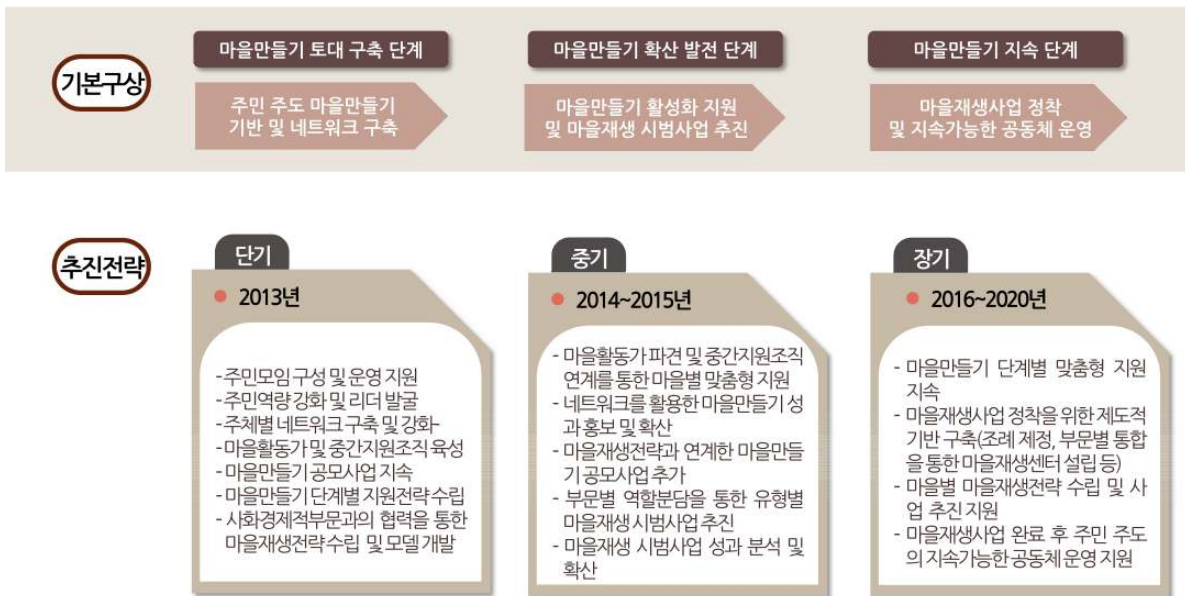 기본구상
마을만들기 토대 구축 단계
주민 주도 마을만들기
기반 및 네트워크 구축
마을만들기 확산 발전 단계
마을만들기 활성화 지원
및 마을재생 시범사업 추진
마을만들기 지속 단계
마을재생사업 정착
및 지속가능한 공동체 운영
추진전략
단기
2013년
-주민모임 구성 및 운영 지원
-주민역량 강화 및 리더 발굴
-주체별 네트워크 구축 및 강화-
-마을활동가 및 중간지원조직 육성
-마을만들기 공모사업 지속
- 마을만들기 단계별 지원전략 수립
- 사화경제적부문과의 협력을 통한
마을재생전략 수립 및 모델 개발
중기
2014~2015년
- 마을활동가 파견 및 중간지원조직
연계를 통한 마을별 맞춤형 지원
- 네트워크를 활용한 마을만들기 성
과 홍보 및 확산
- 마을재생전략과 연계한 마을만들
기 공모사업 추가
- 부문별 역할분담을 통한 유형별
마을재생 시범사업 추진
- 마을재생 시범사업 성과 분석 및
확산
장기
2016~2020년
- 마을만들기 단계별 맞춤형 지원
지속
- 마을재생사업 정착을 위한 제도적
기반 구축(조례 제정, 부문별 통합
을 통한 마을재생센터 설립 등)
- 마을별 마을재생전략 수립 및 사
업 추진 지원
- 마을재생사업 완료 후 주민 주도
의 지속가능한 공동체 운영 지원